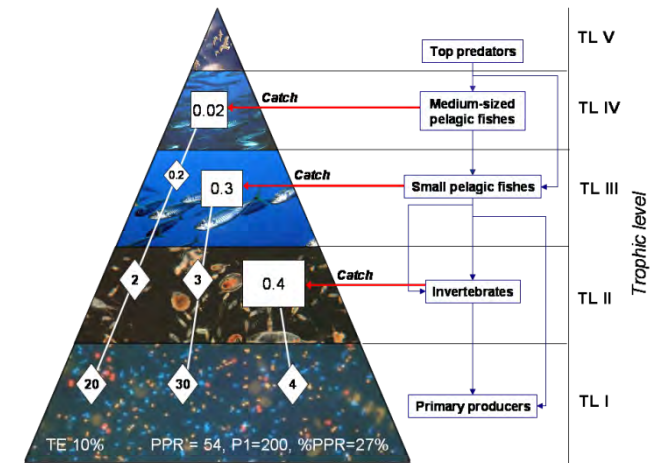 TL V
Top predators
Catch
TL IV
0.02
Medium-sized
pelagic fishes
0.2
Catch
0.3
Small pelagic fishes
TL III
Trophic level
2
3
0.4
Catch
Invertebrates
TL II
20
30
4
Primary producers
TL I
TE 10%
PPR = 54, P1=200, %PPR=27%